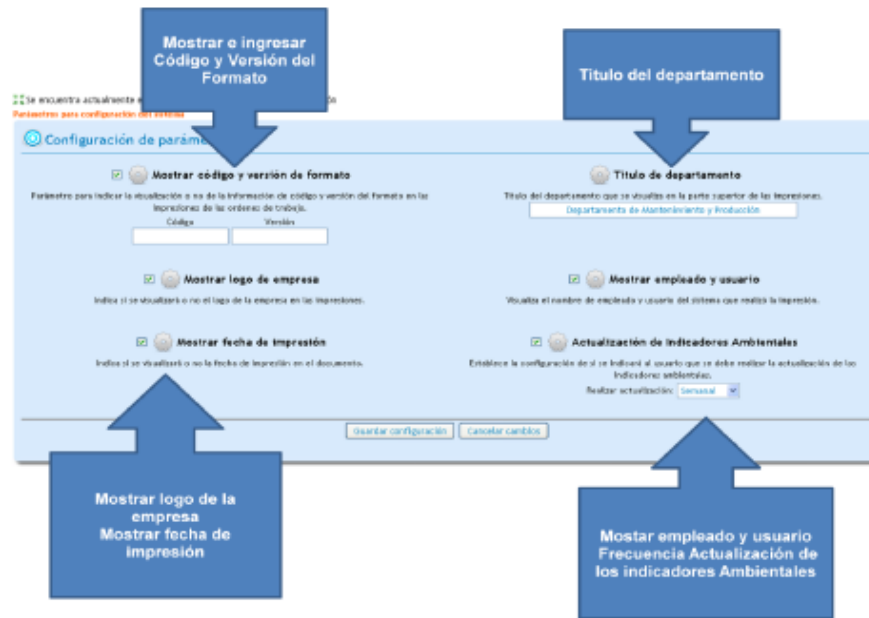 Mostrar e ingresar
Código y Versión del
Formato
Titulo del departamento
Se encuentra actualmente
Parámetros para configuración del sistema
Configuración de paráme
Mostrar código y versión de formato
Parámetro para indicar la visualización o no de la información de código y versión del formato en las
impresiones de las ordenes de trabajo.
Código Versión
Título de departamento
Título del departamento que se visualiza en la parte superior de las impresiones.
Departamento de Mantenimiento y Producción
Mostrar logo de empresa
Indica si se visualizará o no el logo de la empresa en las impresiones.
Mostrar empleado y usuario
Visualiza el nombre de empleado y usuario del sistema que realizó la impresión.
Mostrar fecha de impresión
Indica si se visualizará o no la fecha de impresión en el documento.
Actualización de Indicadores Ambientales
Establece la configuración de si se indicará al usuario que se debe realizar la actualización de los
indicadores ambientales.
Realizar actualización: Semanal
Guardar configuración Cancelar cambios
Mostrar logo de la
empresa
Mostrar fecha de
impresión
Mostar empleado y usuario
Frecuencia Actualización de
los indicadores Ambientales